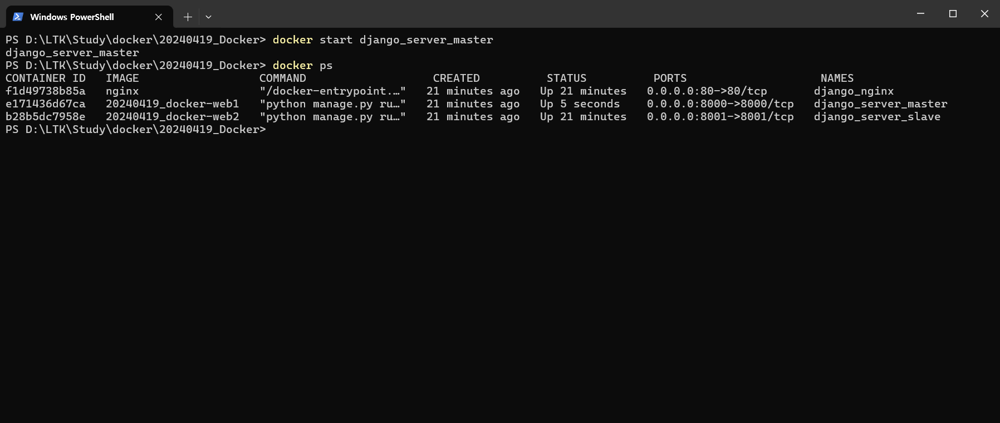 Windows PowerShell
PS D:\LTK\Study\docker\20240419_Docker> docker start django_server_master
django_server_master
PS D:\LTK\Study\docker\20240419_Docker> docker ps
CONTAINER ID   IMAGE                  COMMAND                   CREATED          STATUS          PORTS                    NAMES
f1d49738b85a   nginx                  "/docker-entrypoint.…"   21 minutes ago   Up 21 minutes   0.0.0.0:80->80/tcp       django_nginx
e171436d67ca   20240419_docker-web1   "python manage.py ru…"   21 minutes ago   Up 5 seconds    0.0.0.0:8000->8000/tcp   django_server_master
b28b5dc7958e   20240419_docker-web2   "python manage.py ru…"   21 minutes ago   Up 21 minutes   0.0.0.0:8001->8001/tcp   django_server_slave
PS D:\LTK\Study\docker\20240419_Docker>